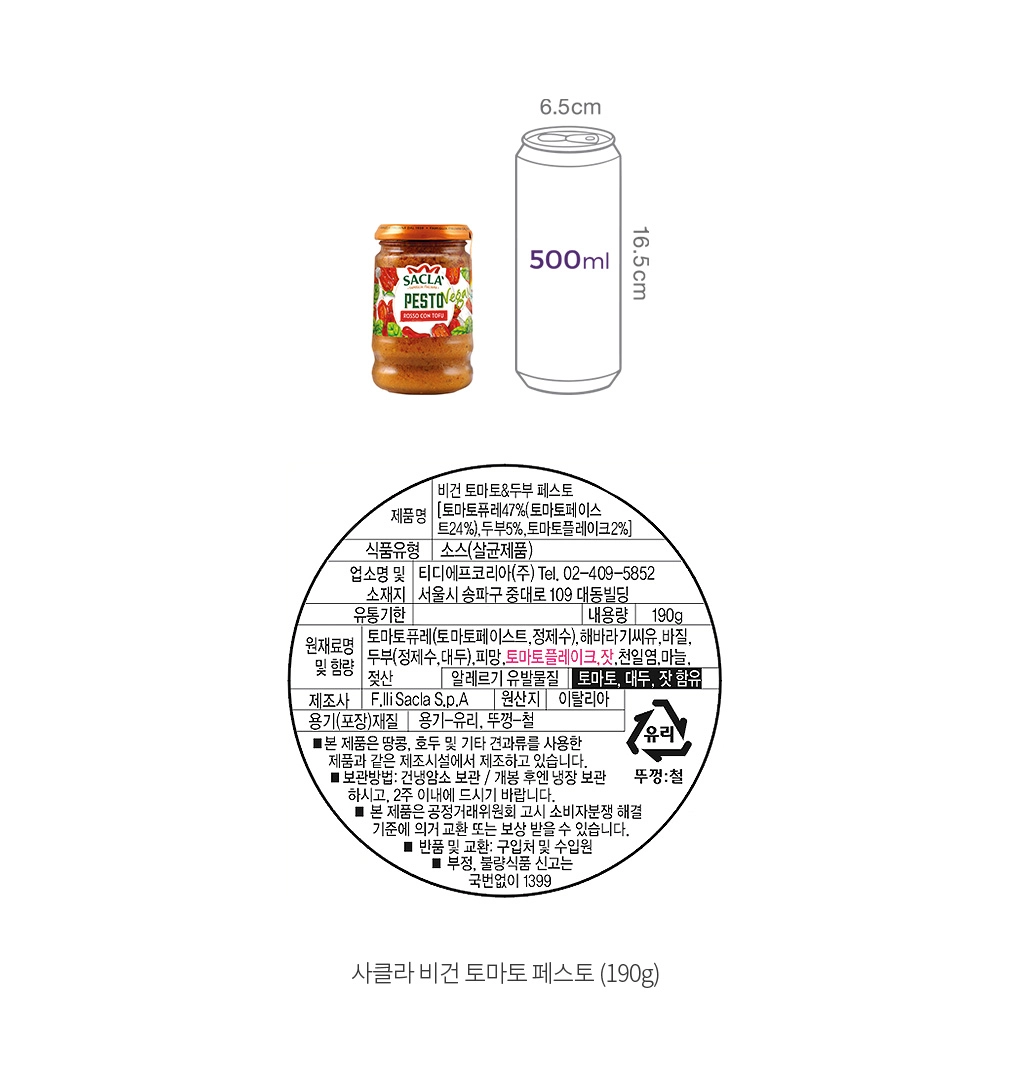 6.5cm
500ml
16.5cm
SACLA'
PESTO
Vega
ROSSO CON TOFU
제품명
비건 토마토&두부 페스토
[토마토퓨레47%(토마토페이스
트24%),두부5%,토마토플레이크2%]
식품유형 소스(살균제품)
업소명 및 소재지
티디에프코리아(주) Tel. 02-409-5852
서울시 송파구 중대로 109 대동빌딩
유통기한 내용량 190g
원재료명 및 함량
토마토퓨레(토마토페이스트,정제수),해바라기씨유,바질,
두부(정제수,대두),피망,토마토플레이크,잣,천일염,마늘,
젖산 알레르기 유발물질 토마토, 대두, 잣 함유
제조사 F.lli Sacla S.p.A 원산지 이탈리아
용기(포장)재질 용기-유리, 뚜껑-철
유리
뚜껑:철
■본 제품은 땅콩, 호두 및 기타 견과류를 사용한
제품과 같은 제조시설에서 제조하고 있습니다.
■보관방법: 건냉암소 보관 / 개봉 후엔 냉장 보관
하시고, 2주 이내에 드시기 바랍니다.
■ 본 제품은 공정거래위원회 고시 소비자분쟁 해결
기준에 의거 교환 또는 보상 받을 수 있습니다.
■ 반품 및 교환: 구입처 및 수입원
■ 부정, 불량식품 신고는
국번없이 1399
사클라 비건 토마토 페스토 (190g)